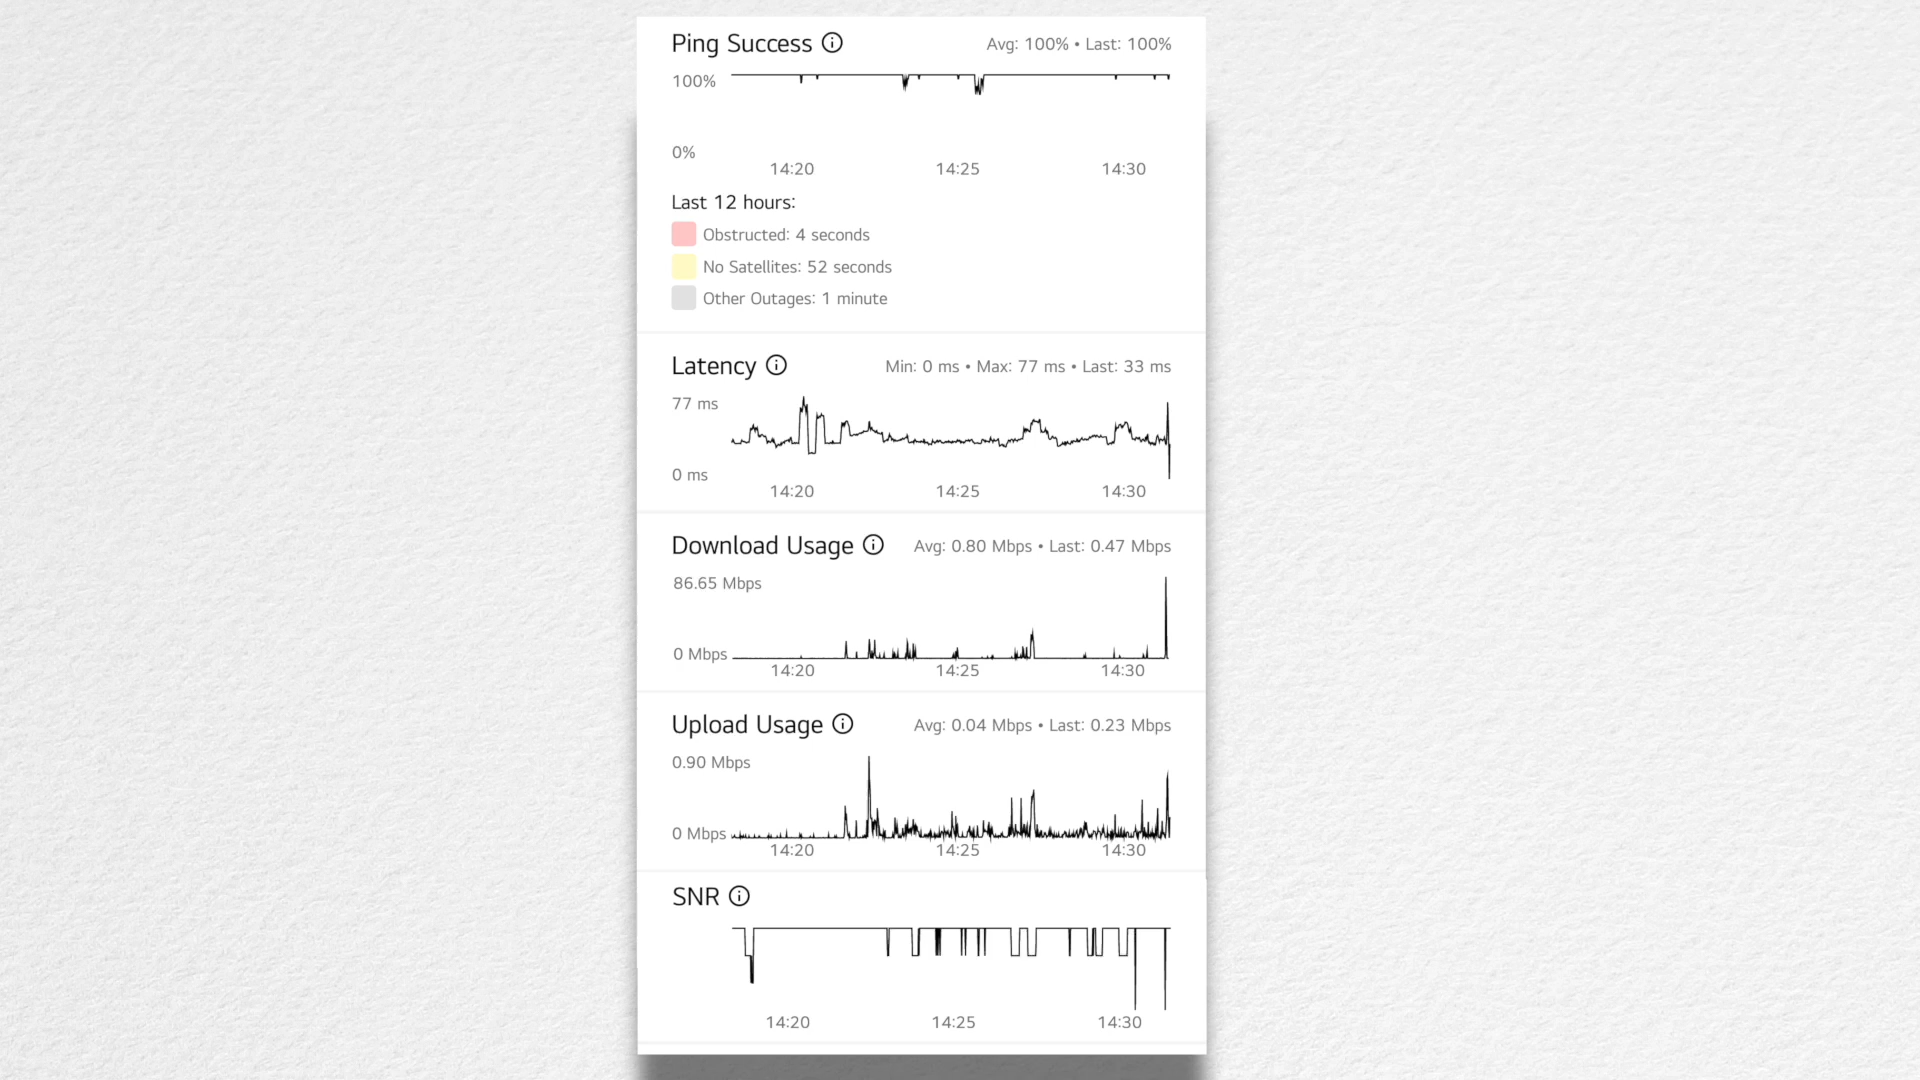 Ping Success Avg: 100% • Last: 100%
100%
0%
14:20 14:25 14:30
Last 12 hours:
Obstructed: 4 seconds
No Satellites: 52 seconds
Other Outages: 1 minute
Latency Min: 0 ms • Max: 77 ms • Last: 33 ms
77 ms
0 ms
14:20 14:25 14:30
Download Usage Avg: 0.80 Mbps • Last: 0.47 Mbps
86.65 Mbps
0 Mbps
14:20 14:25 14:30
Upload Usage Avg: 0.04 Mbps • Last: 0.23 Mbps
0.90 Mbps
0 Mbps
14:20 14:25 14:30
SNR
14:20 14:25 14:30